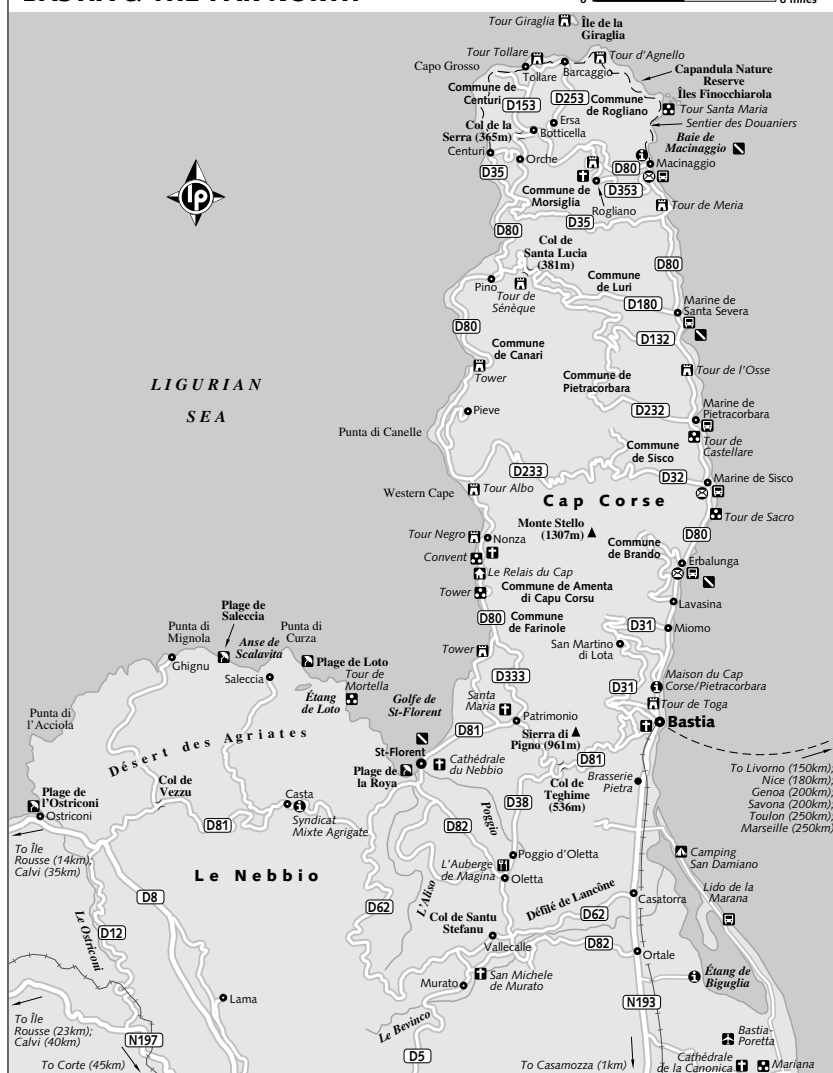 BASTIA & THE FAR NORTH
0
6 miles
Tour Giraglia
Île de la
Giraglia
Tour Tollare
Tour d'Agnello
Capo Grosso
Tollare
Barcaggio
Capandula Nature
Reserve
Îles Finocchiarola
Commune de
Centuri
D153
D253
Commune
de Rogliano
Tour Santa Maria
Sentier des Douaniers
Ersa
Col de la
Serra (365m)
Botticella
Baie de
Macinaggio
Centuri
Orche
D80
Macinaggio
D35
D353
Commune de
Morsiglia
Rogliano
Tour de Meria
D35
lp
D80
Col de
Santa Lucia
(381m)
D80
Commune
de Luri
Pino
Tour de
Sénèque
D180
Marine de
Santa Severa
D80
D132
Commune
de Canari
LIGURIAN
SEA
Tower
Commune de
Pietracorbara
Tour de l'Osse
Pieve
D232
Marine de
Pietracorbara
Punta di Canelle
Commune
de Sisco
Tour de
Castellare
D233
D32
Marine de Sisco
Western Cape
Tour Albo
Cap Corse
Tour de Sacro
Tour Negro
Nonza
Monte Stello
(1307m)
D80
Commune
de Brando
Convent
Erbalunga
Le Relais du Cap
Tower
Commune de Amenta
di Capu Corsu
Lavasina
D80
Commune
de Farinole
D31
Miomo
Plage de
Saleccia
Punta di
Mignola
Anse de
Scalavita
Punta di
Curza
Tower
San Martino
di Lota
Ghignu
Plage de Loto
Saleccia
Tour de
Mortella
Étang
de Loto
Golfe de
St-Florent
D333
D31
Maison du Cap
Corse/Pietracorbara
Santa
Maria
Tour de Toga
Punta di
l'Acciola
Patrimonio
Bastia
D81
Sierra di
Pigno (961m)
Désert des Agriates
St-Florent
Cathédrale
du Nebbio
D81
Plage de
l'Ostriconi
Col de
Vezzu
Plage de
la Roya
Col de
Teghime
(536m)
Brasserie
Pietra
To Livorno (150km);
Nice (180km);
Genoa (200km);
Savona (200km);
Toulon (250km);
Marseille (250km)
Ostriconi
Casta
Syndicat
Mixte Agrigate
Poggio
D38
D81
D82
To Île
Rousse (14km);
Calvi (35km)
Poggio d'Oletta
Camping
San Damiano
L'Auberge
de Magina
Oletta
Le Nebbio
L'Aliso
Lido de la
Marana
D8
D62
Défilé de Lancône
Casatorra
D12
Le Ostriconi
Col de Santu
Stefanu
D62
Vallecalle
D82
Ortale
Murato
San Michele
de Murato
Étang de
Biguglia
Lama
N193
To Île
Rousse (23km);
Calvi (40km)
Le Bevinco
Bastia-
Poretta
N197
D5
To Corte (45km)
To Casamozza (1km)
Cathédrale
de la Canonica
Mariana